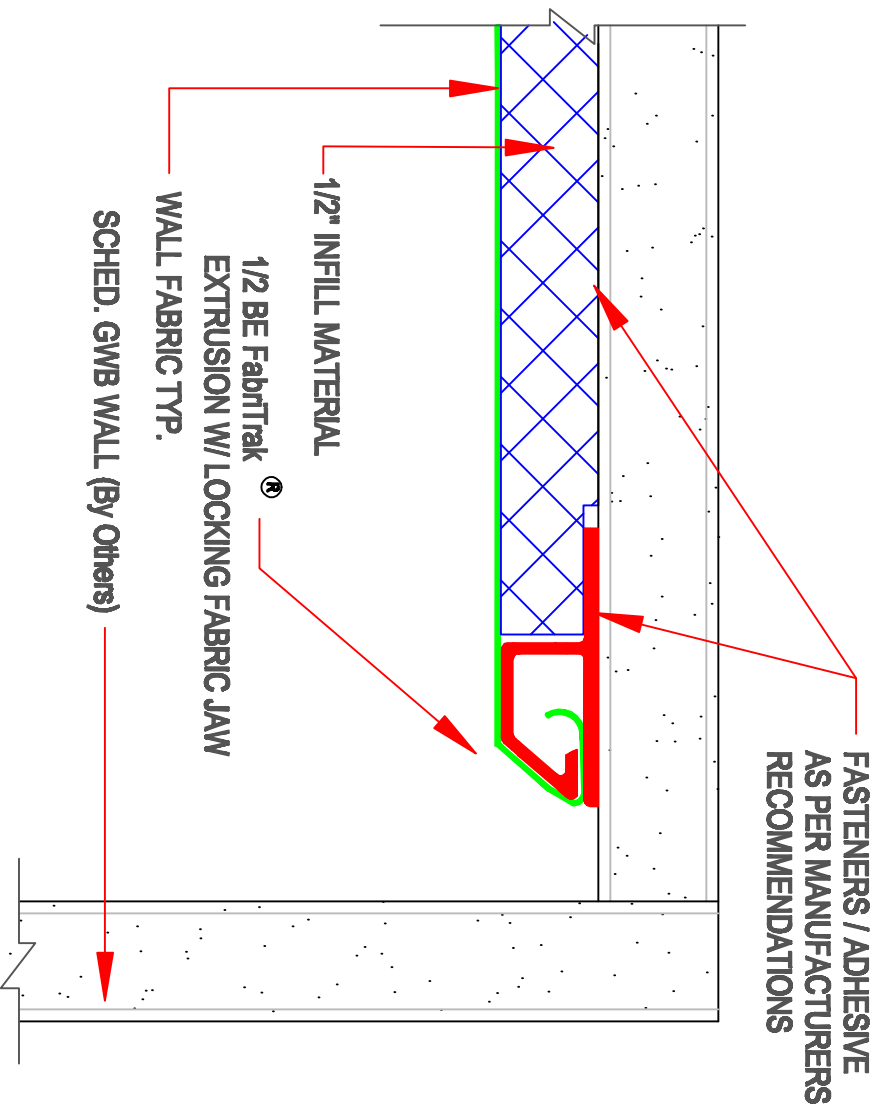 FASTENERS / ADHESIVE
AS PER MANUFACTURERS
RECOMMENDATIONS
1/2" INFILL MATERIAL
1/2 BE FabriTrak ®
EXTRUSION W/ LOCKING FABRIC JAW
WALL FABRIC TYP.
SCHED. GWB WALL (By Others)